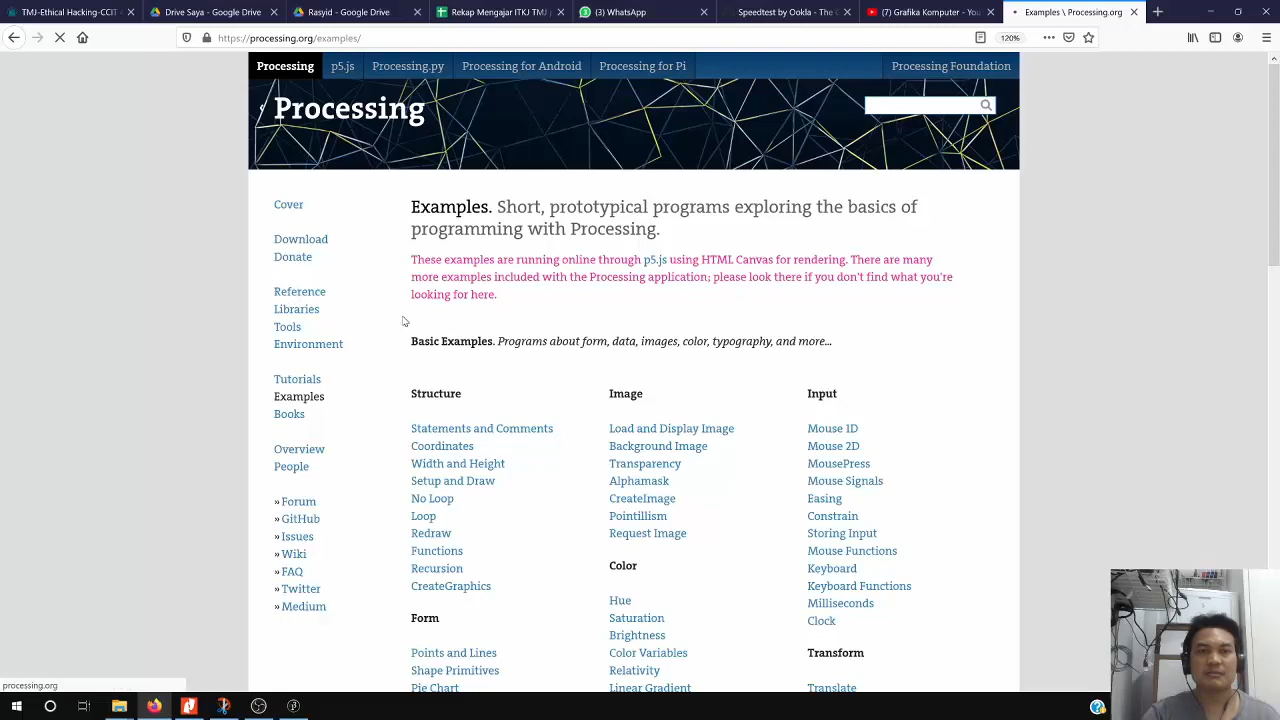 TMJ-Ethical Hacking-CCIT 4
Drive Saya - Google Drive
Rasyid - Google Drive
Rekap Mengajar ITKJ TMJ
(3) WhatsApp
Speedtest by Ookla - The G
(7) Grafika Komputer - You
Examples \ Processing.org
https://processing.org/examples/
120%
Processing
p5.js
Processing.py
Processing for Android
Processing for Pi
Processing Foundation
Processing
Cover
Download
Donate
Reference
Libraries
Tools
Environment
Tutorials
Examples
Books
Overview
People
» Forum
» GitHub
» Issues
» Wiki
» FAQ
» Twitter
» Medium
Examples. Short, prototypical programs exploring the basics of
programming with Processing.
These examples are running online through p5.js using HTML Canvas for rendering. There are many
more examples included with the Processing application; please look there if you don't find what you're
looking for here.
Basic Examples. Programs about form, data, images, color, typography, and more...
Structure
Statements and Comments
Coordinates
Width and Height
Setup and Draw
No Loop
Loop
Redraw
Functions
Recursion
CreateGraphics
Form
Points and Lines
Shape Primitives
Pie Chart
Image
Load and Display Image
Background Image
Transparency
Alphamask
CreateImage
Pointillism
Request Image
Color
Hue
Saturation
Brightness
Color Variables
Relativity
Linear Gradient
Input
Mouse 1D
Mouse 2D
MousePress
Mouse Signals
Easing
Constrain
Storing Input
Mouse Functions
Keyboard
Keyboard Functions
Milliseconds
Clock
Transform
Translate
processing.org